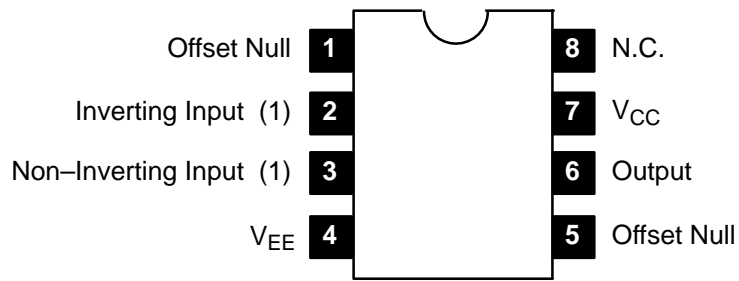 Offset Null 1 8 N.C.
Inverting Input (1) 2 7 VCC
Non–Inverting Input (1) 3 6 Output
VEE 4 5 Offset Null